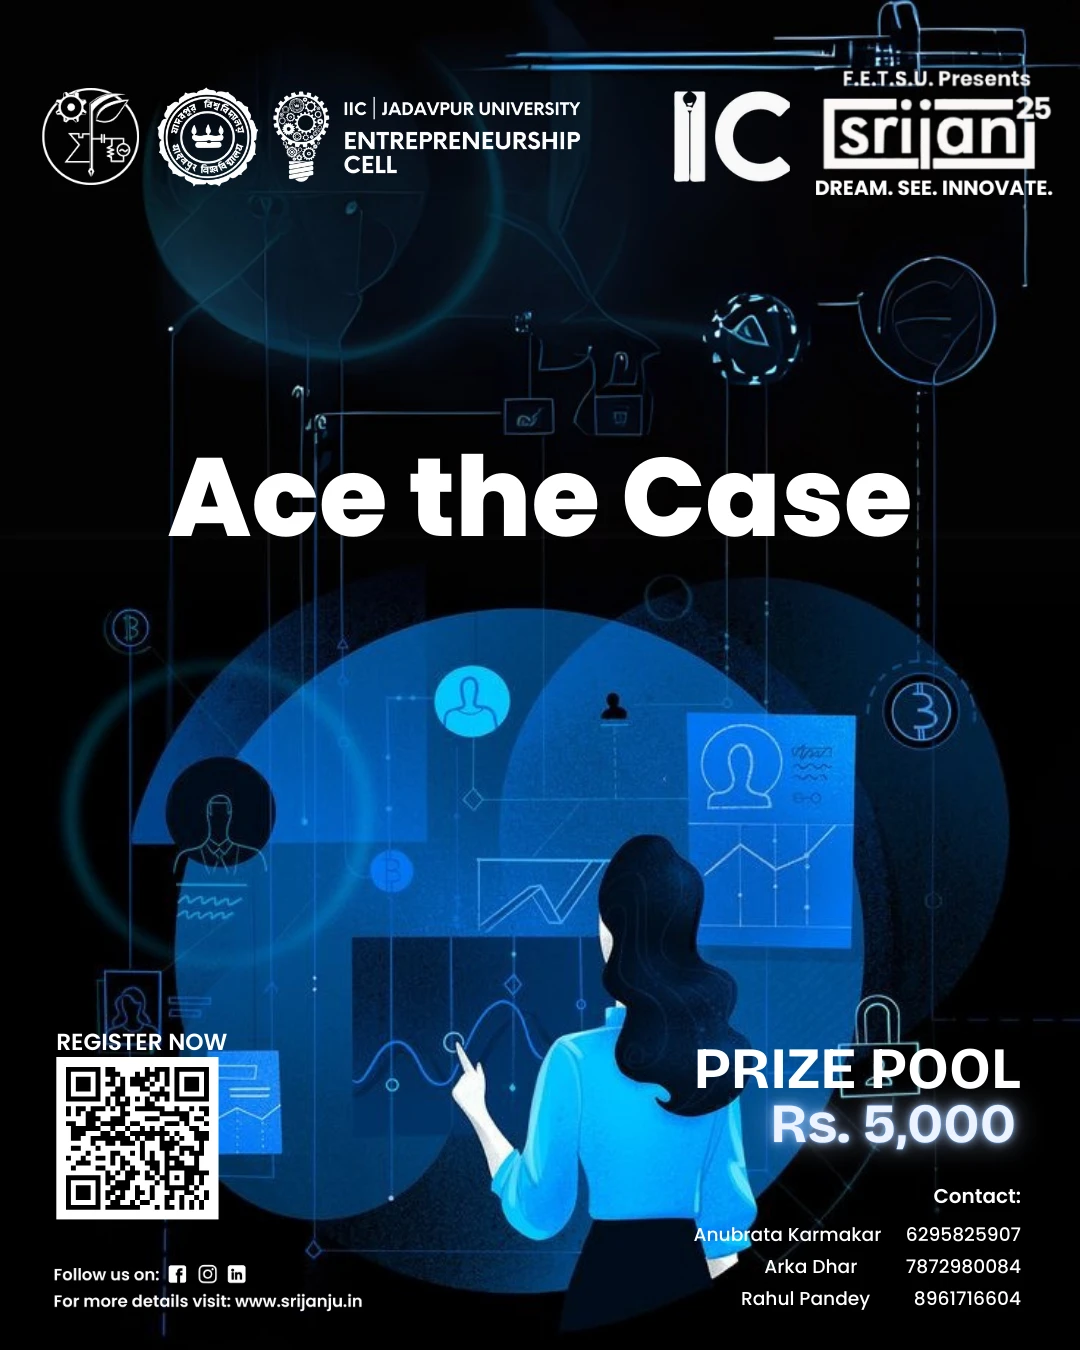 F.E.T.S.U. Presents
IIC | JADAVPUR UNIVERSITY
ENTREPRENEURSHIP
CELL
IIC
srijan
25
DREAM. SEE. INNOVATE.
Ace the Case
REGISTER NOW
PRIZE POOL
Rs. 5,000
Contact:
Anubrata Karmakar 6295825907
Arka Dhar 7872980084
Rahul Pandey 8961716604
Follow us on:
For more details visit: www.srijanju.in